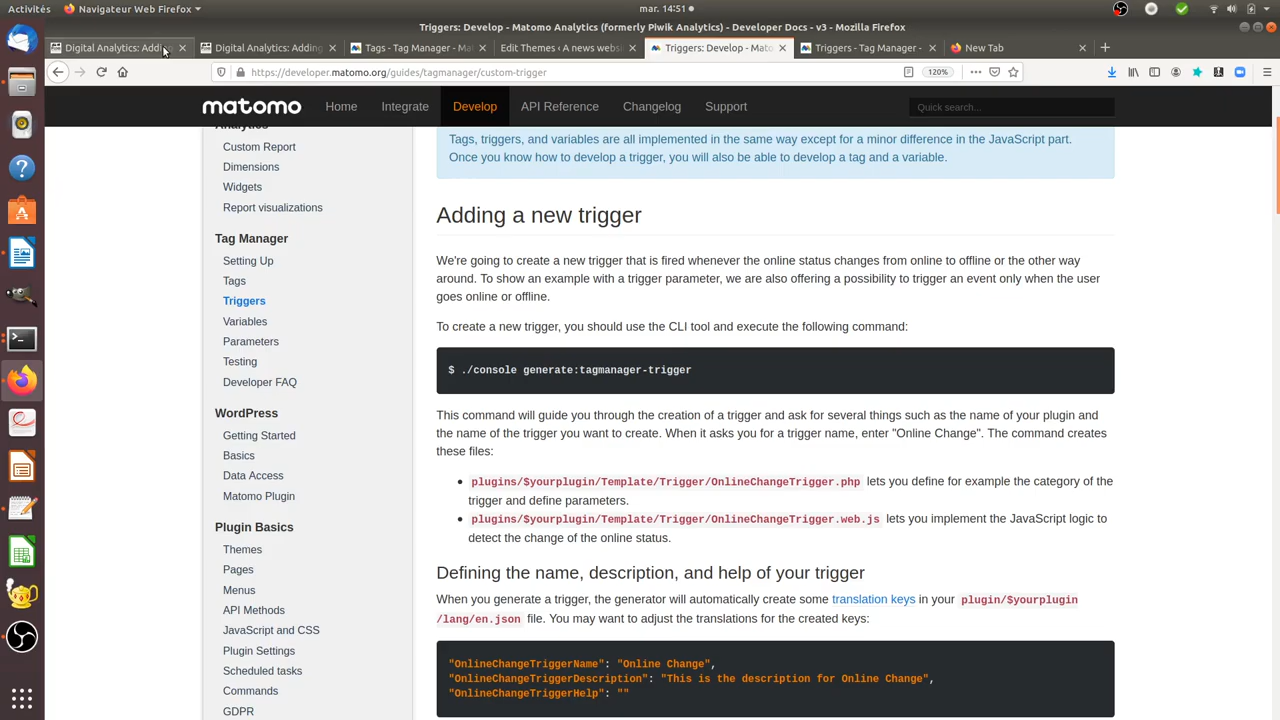 Activités
Navigateur Web Firefox
mar. 14:51
Triggers: Develop - Matomo Analytics (formerly Piwik Analytics) - Developer Docs - v3 - Mozilla Firefox
Digital Analytics: Addin
Digital Analytics: Adding
Tags - Tag Manager - Ma
Edit Themes ‹ A news websi
Triggers: Develop - Mato
Triggers - Tag Manager -
New Tab
https://developer.matomo.org/guides/tagmanager/custom-trigger
120%
matomo
Home
Integrate
Develop
API Reference
Changelog
Support
Quick search...
Analytics
Custom Report
Dimensions
Widgets
Report visualizations
Tag Manager
Setting Up
Tags
Triggers
Variables
Parameters
Testing
Developer FAQ
WordPress
Getting Started
Basics
Data Access
Matomo Plugin
Plugin Basics
Themes
Pages
Menus
API Methods
JavaScript and CSS
Plugin Settings
Scheduled tasks
Commands
GDPR
Tags, triggers, and variables are all implemented in the same way except for a minor difference in the JavaScript part.
Once you know how to develop a trigger, you will also be able to develop a tag and a variable.
Adding a new trigger
We're going to create a new trigger that is fired whenever the online status changes from online to offline or the other way
around. To show an example with a trigger parameter, we are also offering a possibility to trigger an event only when the user
goes online or offline.
To create a new trigger, you should use the CLI tool and execute the following command:
$ ./console generate:tagmanager-trigger
This command will guide you through the creation of a trigger and ask for several things such as the name of your plugin and
the name of the trigger you want to create. When it asks you for a trigger name, enter "Online Change". The command creates
these files:
plugins/$yourplugin/Template/Trigger/OnlineChangeTrigger.php lets you define for example the category of the
trigger and define parameters.
plugins/$yourplugin/Template/Trigger/OnlineChangeTrigger.web.js lets you implement the JavaScript logic to
detect the change of the online status.
Defining the name, description, and help of your trigger
When you generate a trigger, the generator will automatically create some translation keys in your plugin/$yourplugin
/lang/en.json file. You may want to adjust the translations for the created keys:
"OnlineChangeTriggerName": "Online Change",
"OnlineChangeTriggerDescription": "This is the description for Online Change",
"OnlineChangeTriggerHelp": ""